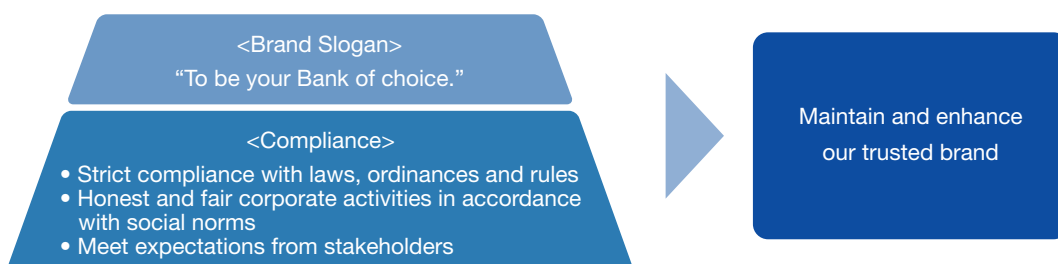 <Brand Slogan>
“To be your Bank of choice.”
<Compliance>
• Strict compliance with laws, ordinances and rules
• Honest and fair corporate activities in accordance
with social norms
• Meet expectations from stakeholders
Maintain and enhance
our trusted brand